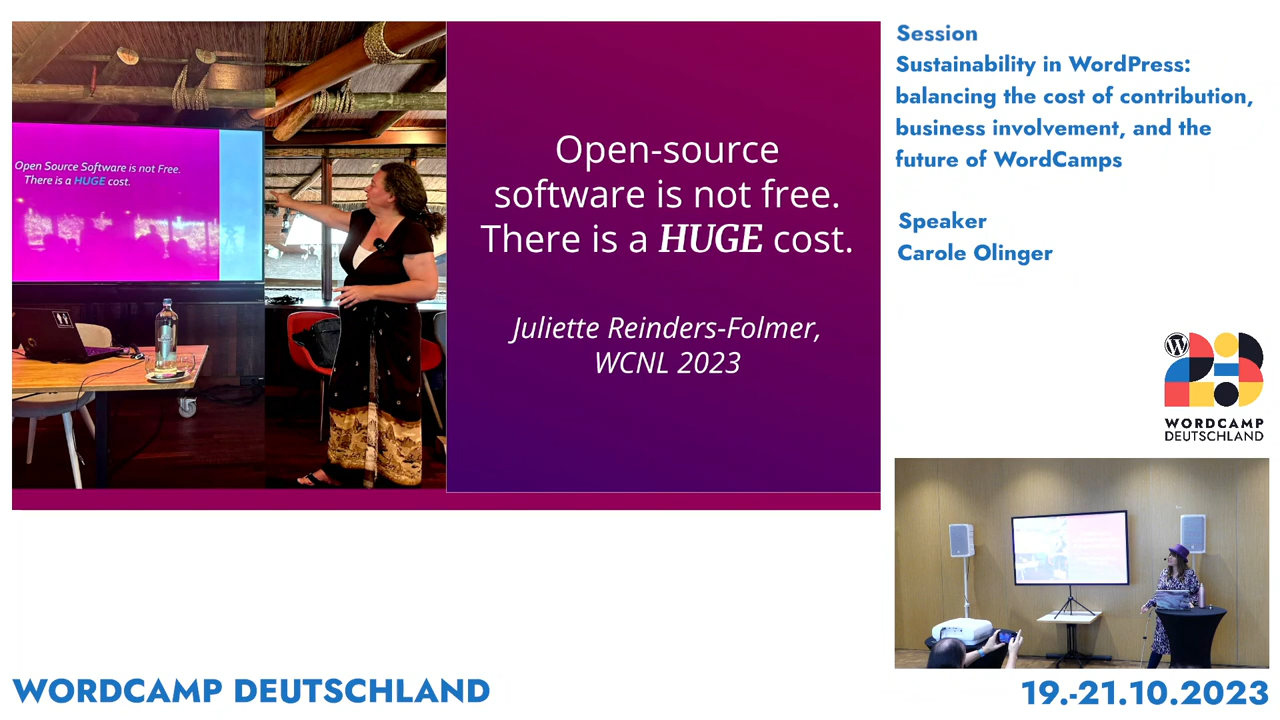 Open Source Software is not Free.
There is a HUGE cost.
Open-source
software is not free.
There is a HUGE cost.
Juliette Reinders-Folmer,
WCNL 2023
Session
Sustainability in WordPress:
balancing the cost of contribution,
business involvement, and the
future of WordCamps
Speaker
Carole Olinger
WORDCAMP
DEUTSCHLAND
WORDCAMP DEUTSCHLAND
19.-21.10.2023